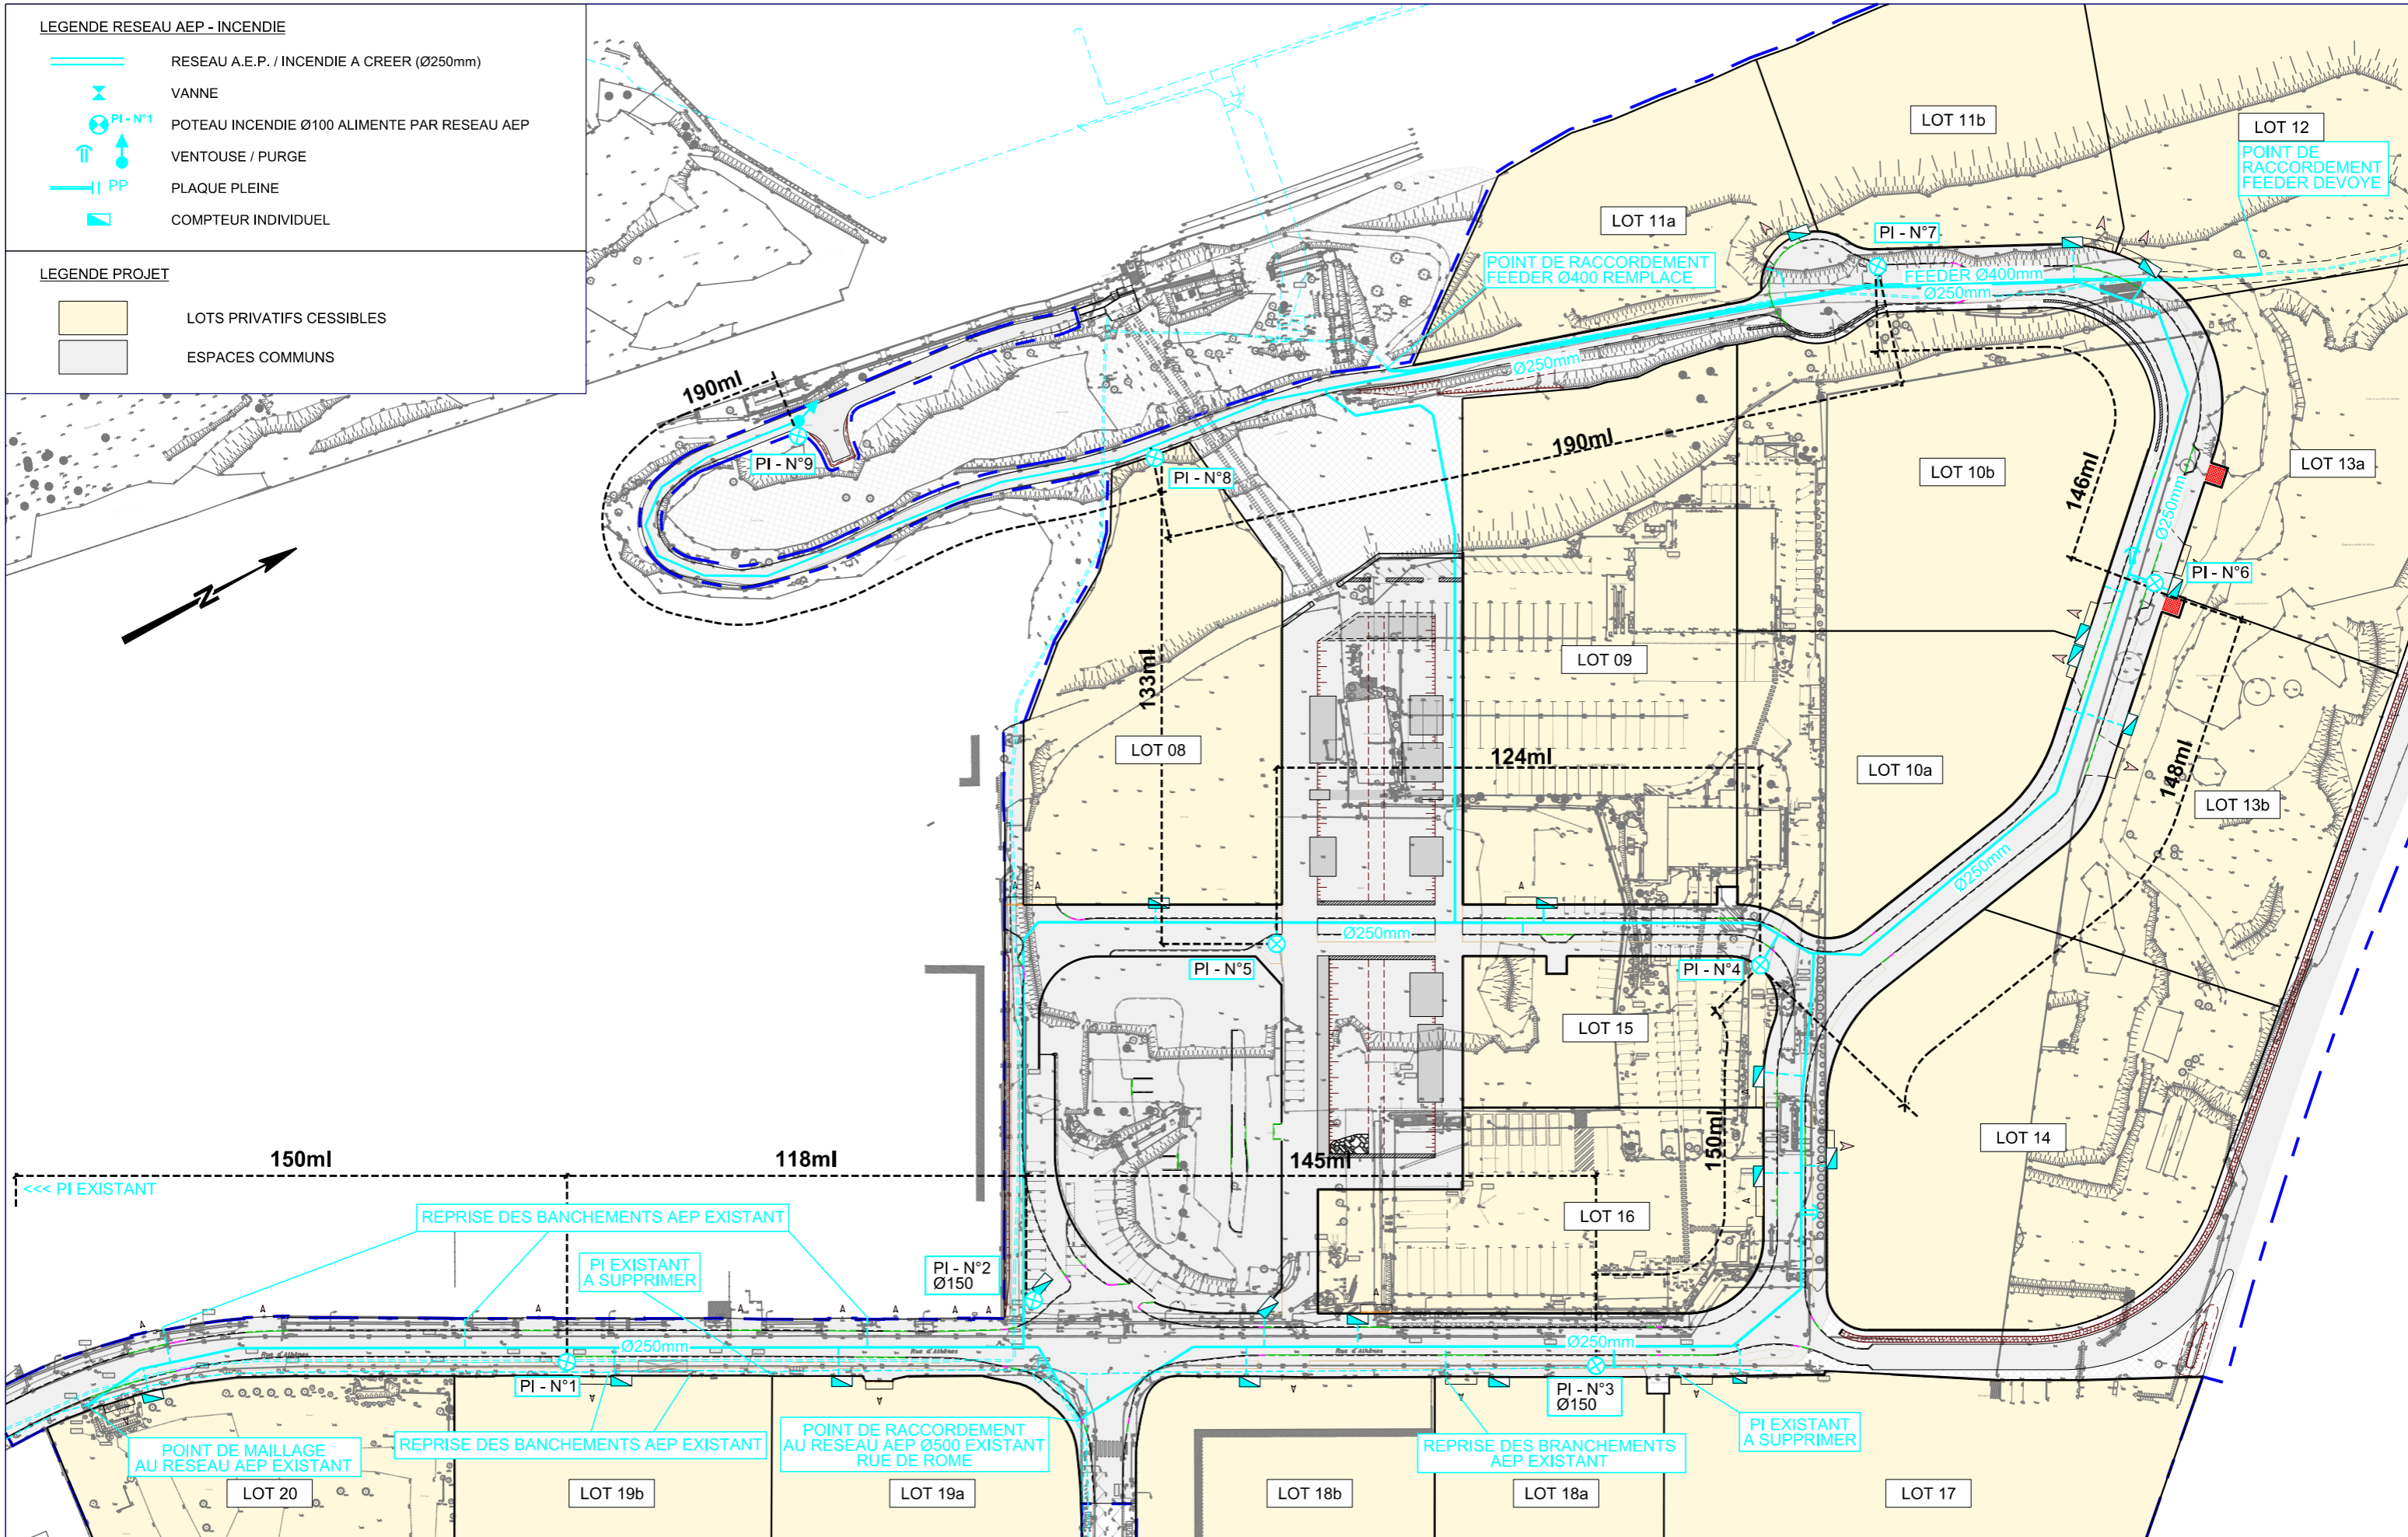 LEGENDE RESEAU AEP - INCENDIE
RESEAU A.E.P. / INCENDIE A CREER (Ø250mm)
VANNE
PI - N°1
POTEAU INCENDIE Ø100 ALIMENTE PAR RESEAU AEP
VENTOUSE / PURGE
PP
PLAQUE PLEINE
COMPTEUR INDIVIDUEL
LEGENDE PROJET
LOTS PRIVATIFS CESSIBLES
ESPACES COMMUNS
N
LOT 11b
LOT 12
POINT DE
RACCORDEMENT
FEEDER DEVOYE
LOT 11a
PI - N°7
POINT DE RACCORDEMENT
FEEDER Ø400 REMPLACE
FEEDER Ø400mm
Ø250mm
Ø250mm
190ml
190ml
PI - N°9
PI - N°8
LOT 10b
LOT 13a
146ml
Ø250mm
PI - N°6
133ml
LOT 09
LOT 08
124ml
LOT 10a
148ml
LOT 13b
Ø250mm
Ø250mm
PI - N°5
PI - N°4
LOT 15
150ml
LOT 14
150ml
118ml
145ml
<<< PI EXISTANT
REPRISE DES BANCHEMENTS AEP EXISTANT
LOT 16
PI EXISTANT
A SUPPRIMER
PI - N°2
Ø150
Rue d'Athènes
Ø250mm
Rue d'Athènes
Ø250mm
PI - N°1
PI - N°3
Ø150
POINT DE MAILLAGE
AU RESEAU AEP EXISTANT
REPRISE DES BANCHEMENTS AEP EXISTANT
POINT DE RACCORDEMENT
AU RESEAU AEP Ø500 EXISTANT
RUE DE ROME
REPRISE DES BRANCHEMENTS
AEP EXISTANT
PI EXISTANT
A SUPPRIMER
LOT 20
LOT 19b
LOT 19a
LOT 18b
LOT 18a
LOT 17